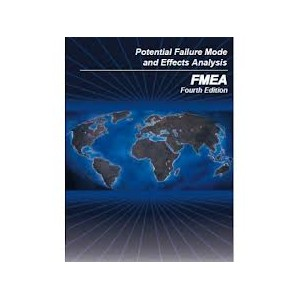 Potential Failure Mode
and Effects Analysis
FMEA
Fourth Edition